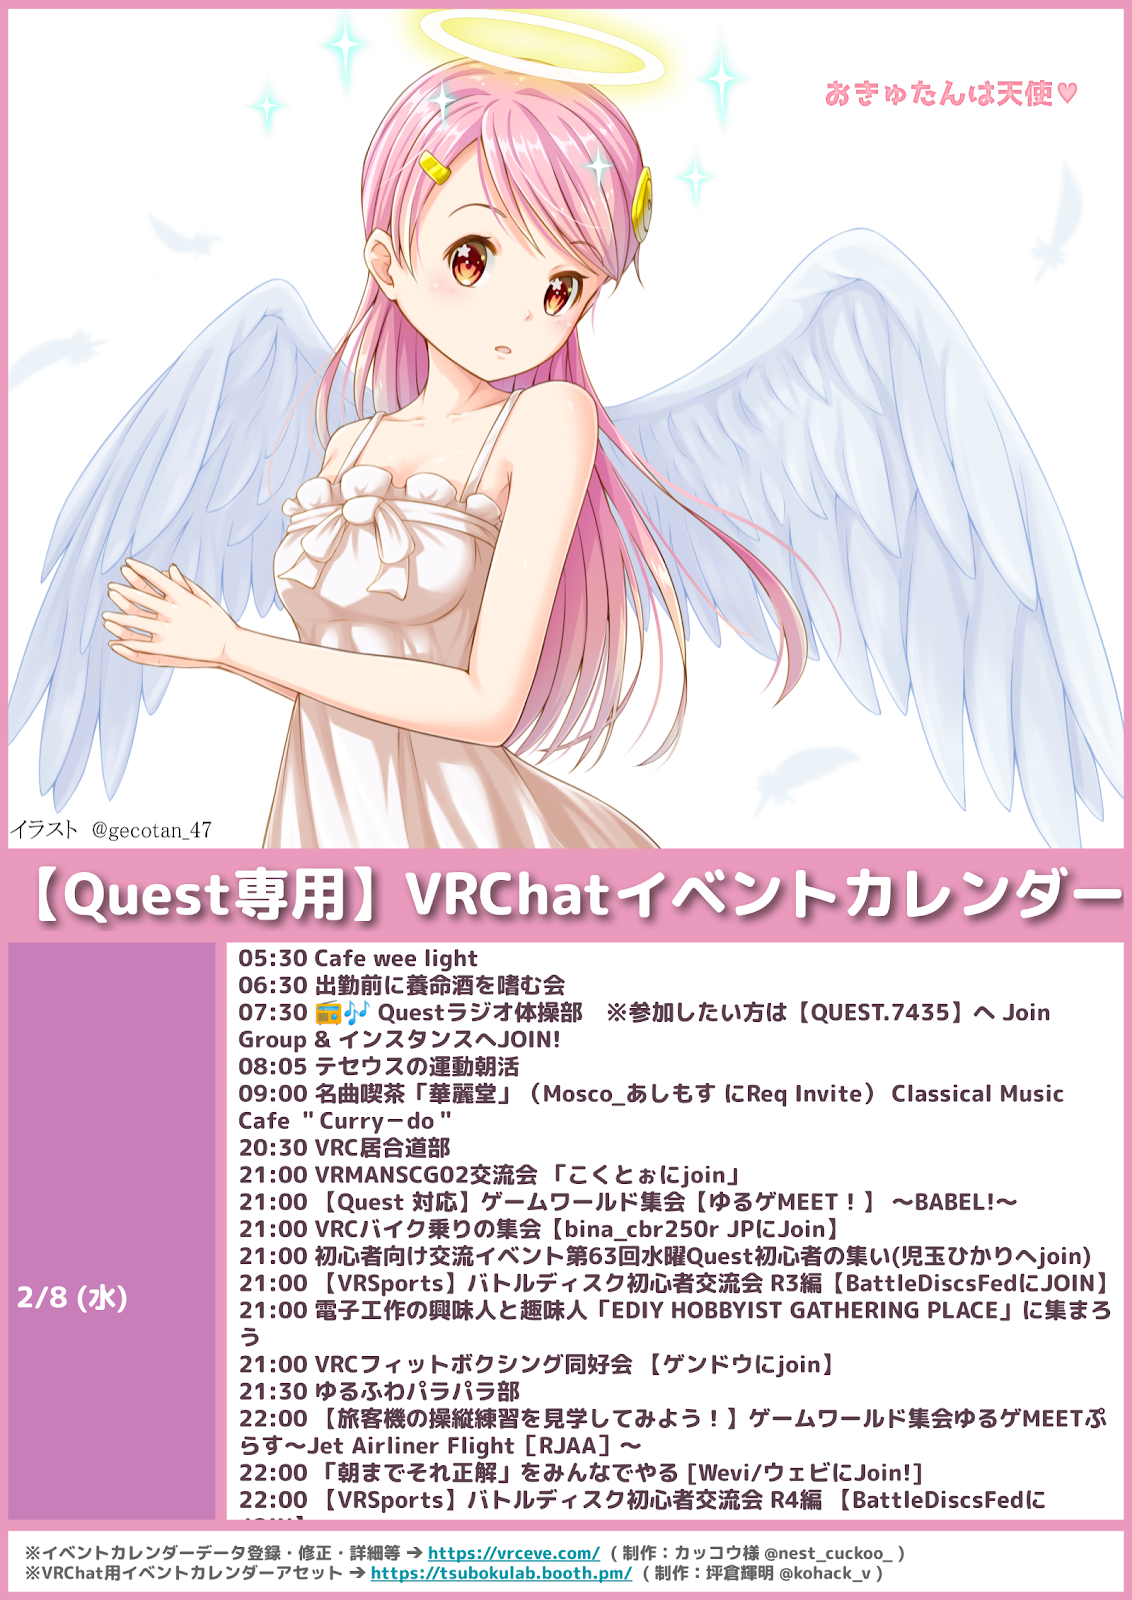 おきゅたんは天使♥
イラスト @gecotan_47
【Quest専用】VRChatイベントカレンダー
2/8 (水)
05:30 Cafe wee light
06:30 出勤前に養命酒を嗜む会
07:30 📻🎶 Questラジオ体操部　※参加したい方は【QUEST.7435】へ Join
Group & インスタンスへJOIN!
08:05 テセウスの運動朝活
09:00 名曲喫茶「華麗堂」（Mosco_あしもす にReq Invite） Classical Music
Cafe ＂Curry－do＂
20:30 VRC居合道部
21:00 VRMANSCG02交流会 「こくとぉにjoin」
21:00 【Quest 対応】ゲームワールド集会【ゆるゲMEET！】 〜BABEL!〜
21:00 VRCバイク乗りの集会【bina_cbr250r JPにJoin】
21:00 初心者向け交流イベント第63回水曜Quest初心者の集い(児玉ひかりへjoin)
21:00 【VRSports】バトルディスク初心者交流会 R3編【BattleDiscsFedにJOIN】
21:00 電子工作の興味人と趣味人「EDIY HOBBYIST GATHERING PLACE」に集まろ
う
21:00 VRCフィットボクシング同好会 【ゲンドウにjoin】
21:30 ゆるふわパラパラ部
22:00 【旅客機の操縦練習を見学してみよう！】ゲームワールド集会ゆるゲMEETぷ
らす〜Jet Airliner Flight［RJAA］〜
22:00 「朝までそれ正解」をみんなでやる [Wevi/ウェビにJoin!]
22:00 【VRSports】バトルディスク初心者交流会 R4編 【BattleDiscsFedに
※イベントカレンダーデータ登録・修正・詳細等 ➔ https://vrceve.com/ ( 制作：カッコウ様 @nest_cuckoo_ )
※VRChat用イベントカレンダーアセット ➔ https://tsubokulab.booth.pm/ ( 制作：坪倉輝明 @kohack_v )